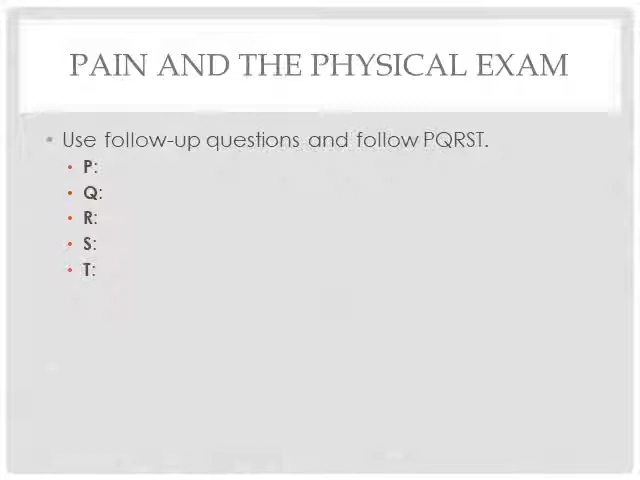 PAIN AND THE PHYSICAL EXAM
• Use follow-up questions and follow PQRST.
• P:
• Q:
• R:
• S:
• T: